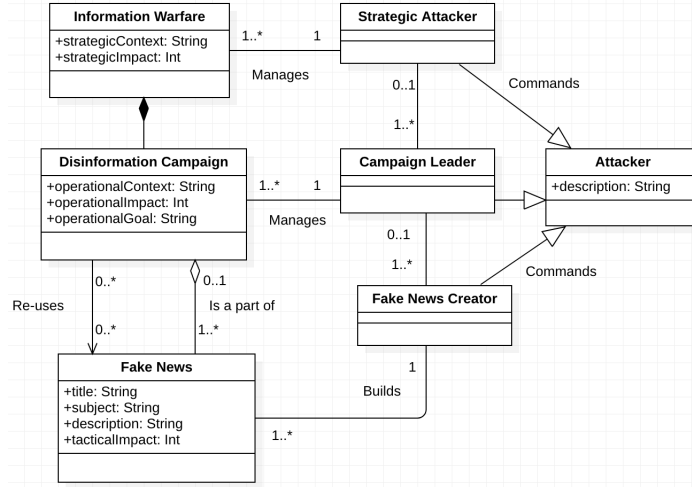 Information Warfare
+strategicContext: String
+strategicImpact: Int
1..*
1
Manages
Strategic Attacker
0..1
1..*
Commands
Disinformation Campaign
+operationalContext: String
+operationalImpact: Int
+operationalGoal: String
1..*
1
Manages
Campaign Leader
Attacker
+description: String
0..1
1..*
Commands
Fake News Creator
0..*
0..1
Re-uses
Is a part of
0..*
1..*
Fake News
+title: String
+subject: String
+description: String
+tacticalImpact: Int
1
Builds
1..*